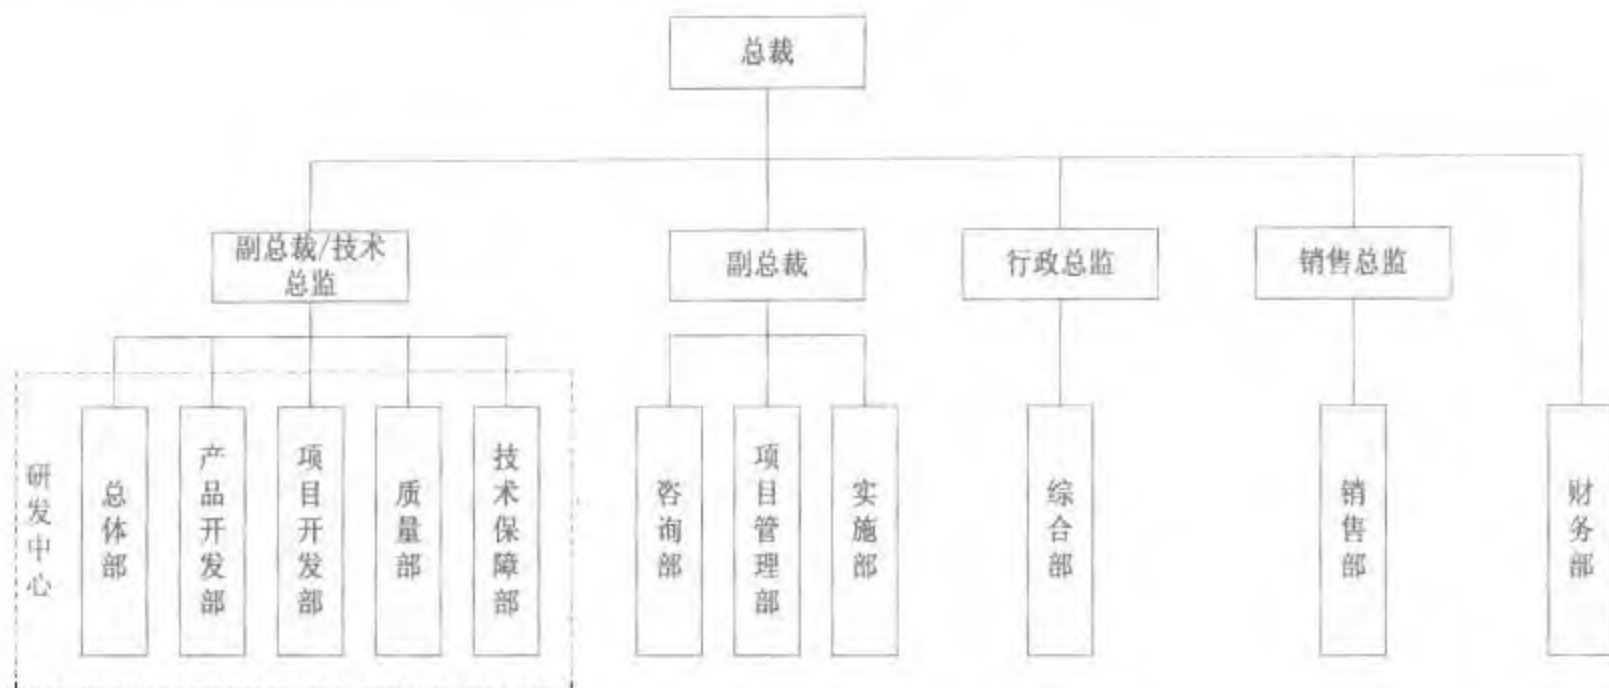 总裁
副总裁/技术
总监
副总裁
行政总监
销售总监
研发中心
总体部
产品开发部
项目开发部
质量部
技术保障部
咨询部
项目管理部
实施部
综合部
销售部
财务部